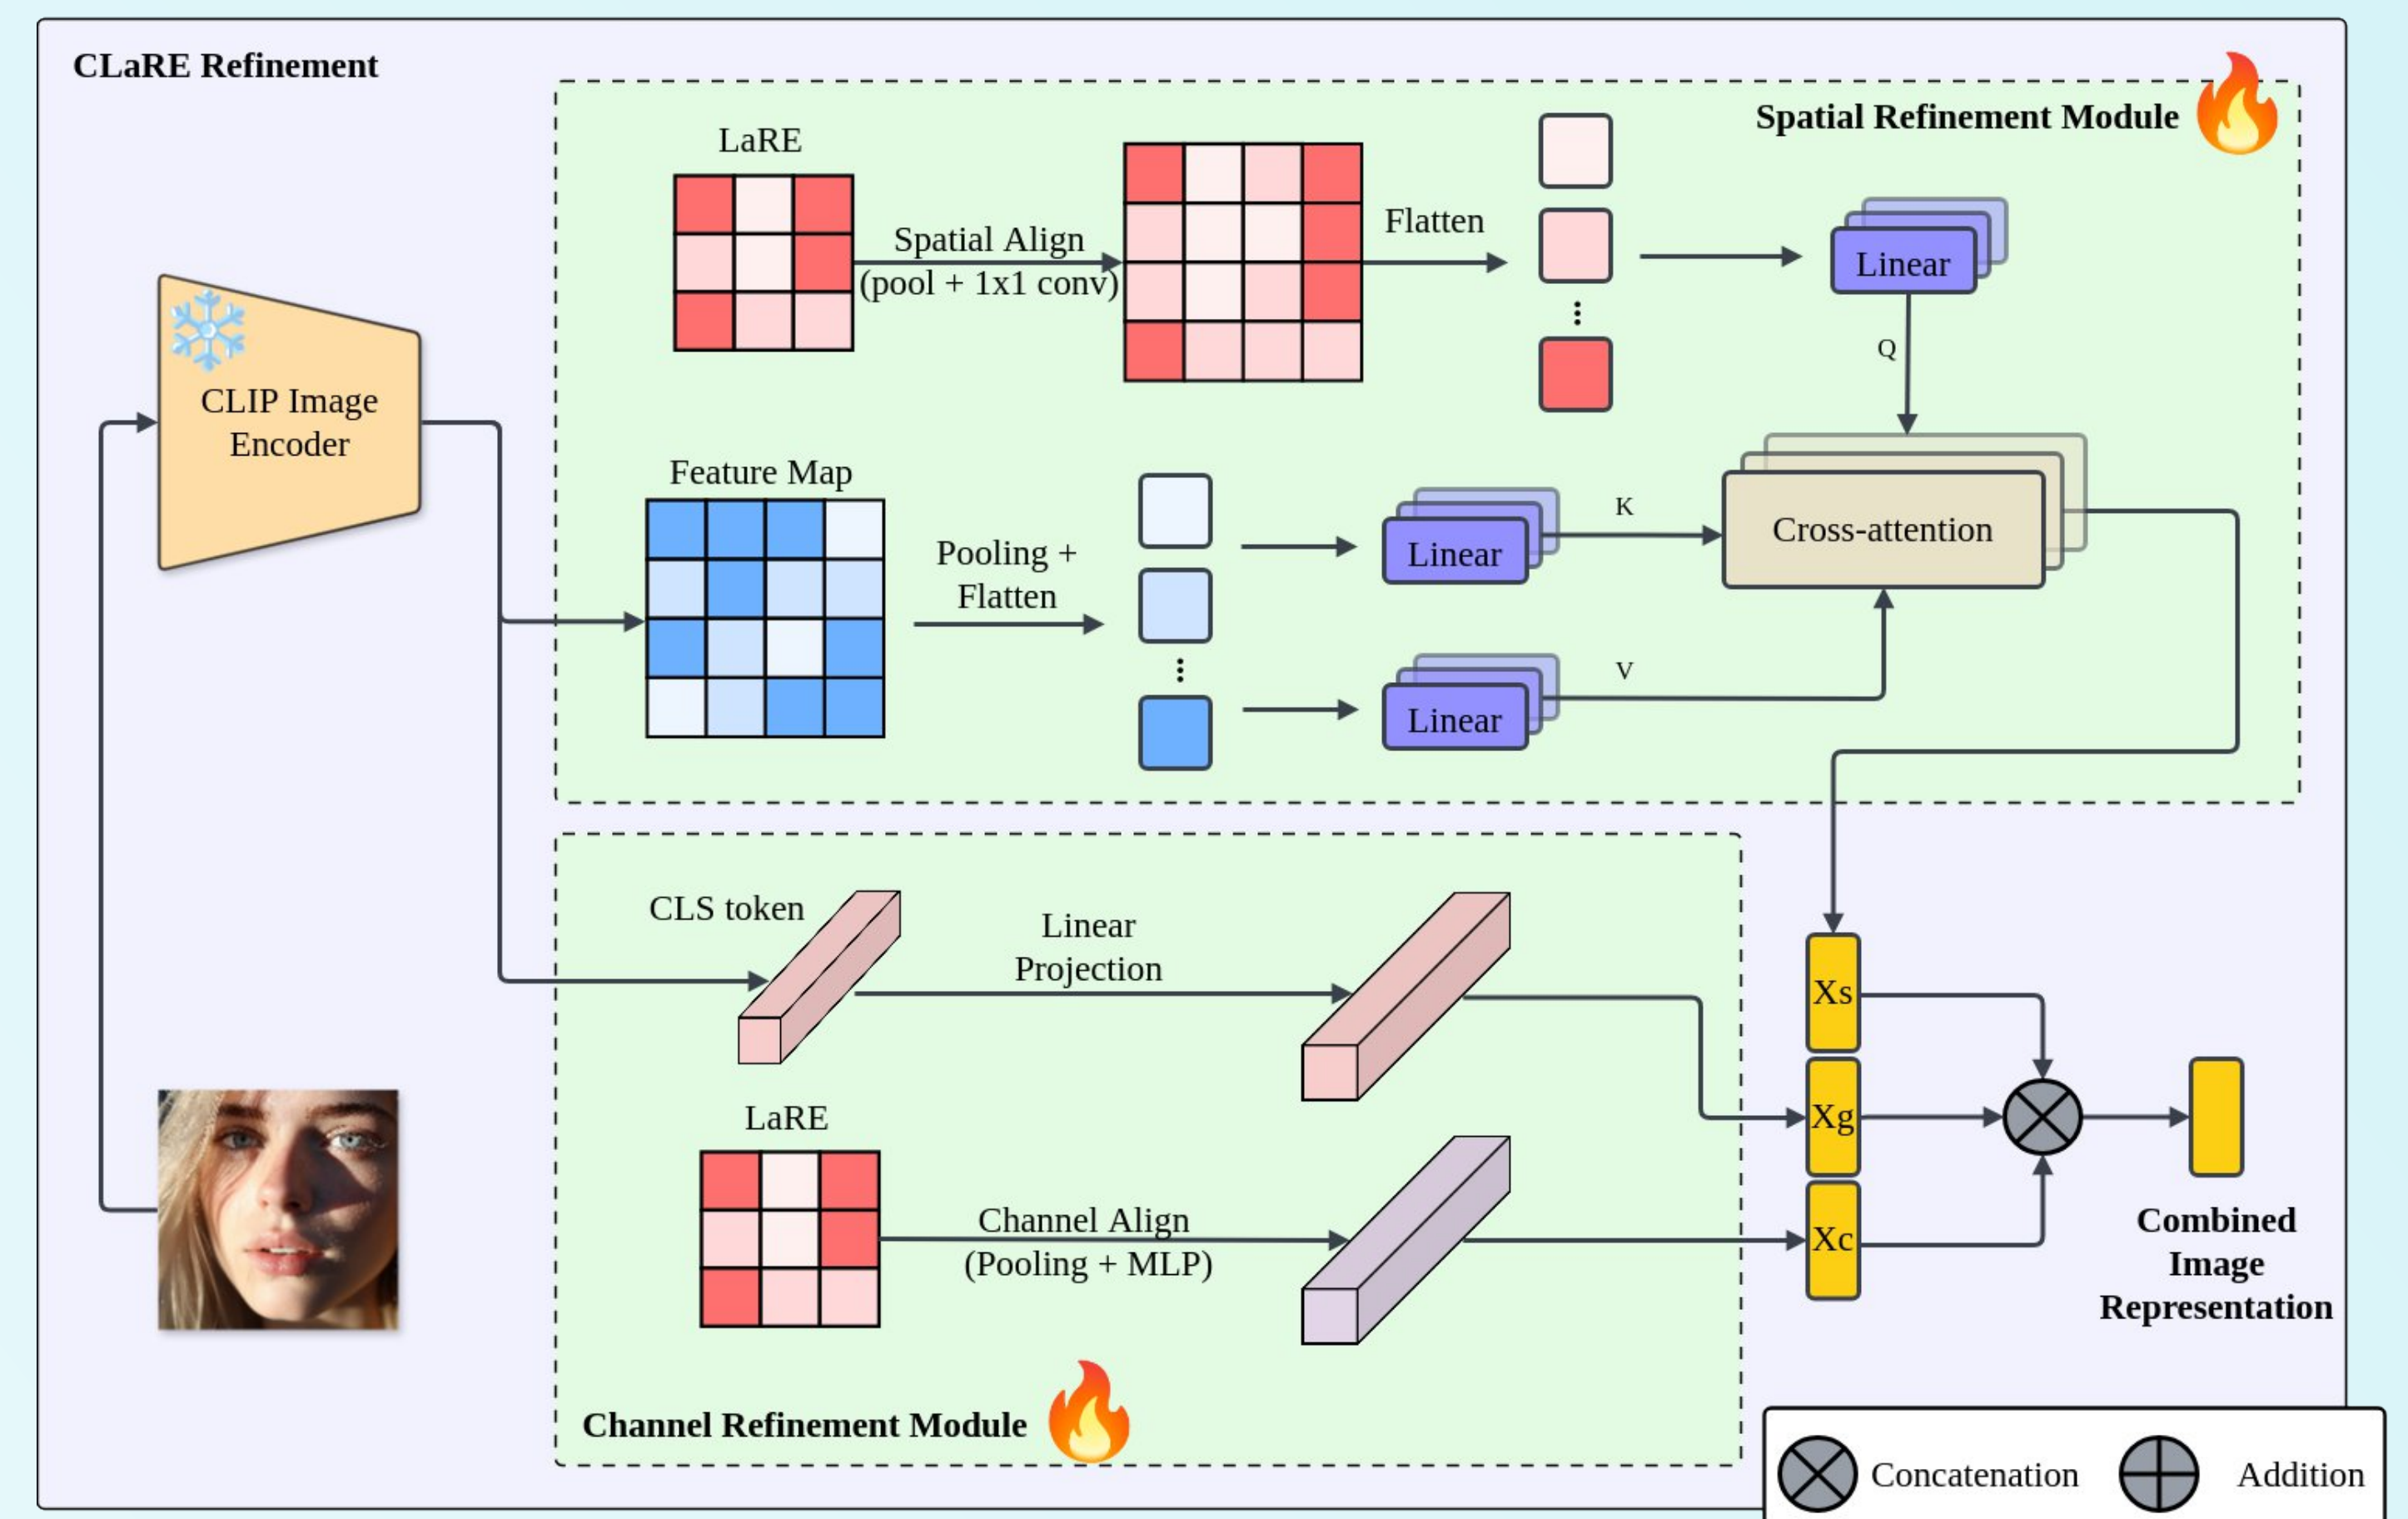 CLaRE Refinement
Spatial Refinement Module
LaRE
Spatial Align
(pool + 1x1 conv)
Flatten
Linear
Q
CLIP Image
Encoder
Feature Map
Pooling +
Flatten
Linear
K
Cross-attention
Linear
V
CLS token
Linear
Projection
Xs
Xg
Xc
LaRE
Channel Align
(Pooling + MLP)
Combined
Image
Representation
Channel Refinement Module
Concatenation
Addition